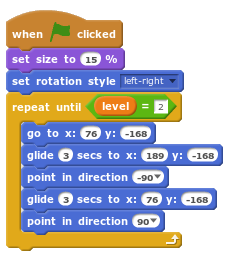 when clicked
set size to 15 %
set rotation style left-right
repeat until level = 2
go to x: 76 y: -168
glide 3 secs to x: 189 y: -168
point in direction -90
glide 3 secs to x: 76 y: -168
point in direction 90